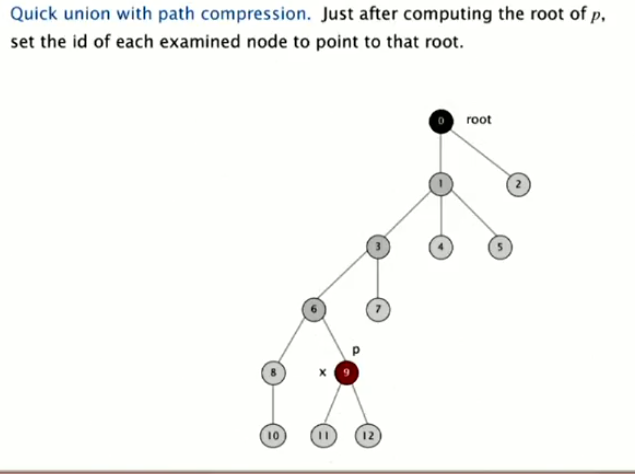 Quick union with path compression. Just after computing the root of p,
set the id of each examined node to point to that root.
0 root
1 2
3 4 5
6 7
p
8 x 9
10 11 12